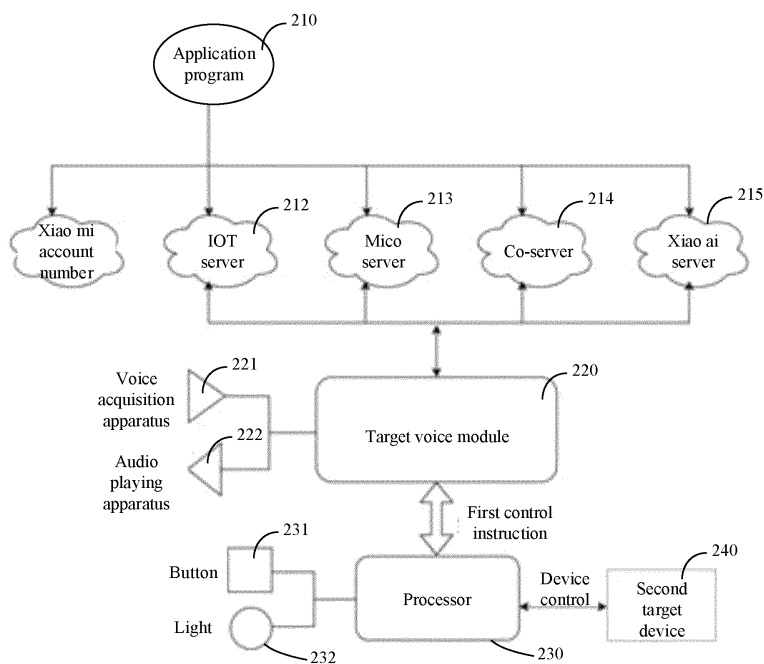 210
Application
program
212
213
214
215
Xiao mi
account
number
IOT
server
Mico
server
Co-server
Xiao ai
server
221
Voice
acquisition
apparatus
220
Target voice module
222
Audio
playing
apparatus
First control
instruction
231
Button
Processor
Device
control
240
Second
target
device
Light
232
230